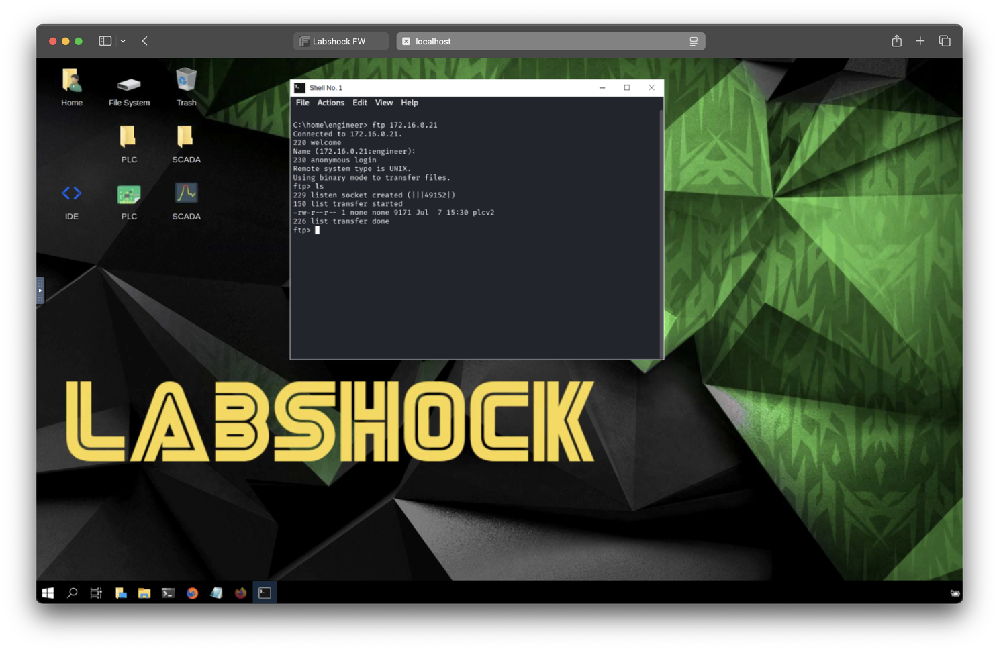 Labshock FW
localhost
Home
File System
Trash
PLC
SCADA
IDE
PLC
SCADA
Shell No. 1
File Actions Edit View Help
C:\home\engineer> ftp 172.16.0.21
Connected to 172.16.0.21.
220 welcome
Name (172.16.0.21:engineer):
230 anonymous login
Remote system type is UNIX.
Using binary mode to transfer files.
ftp> ls
229 listen socket created (|||49152|)
150 list transfer started
-rw-r--r-- 1 none none 9171 Jul  7 15:30 plcv2
226 list transfer done
ftp>
LABSHOCK